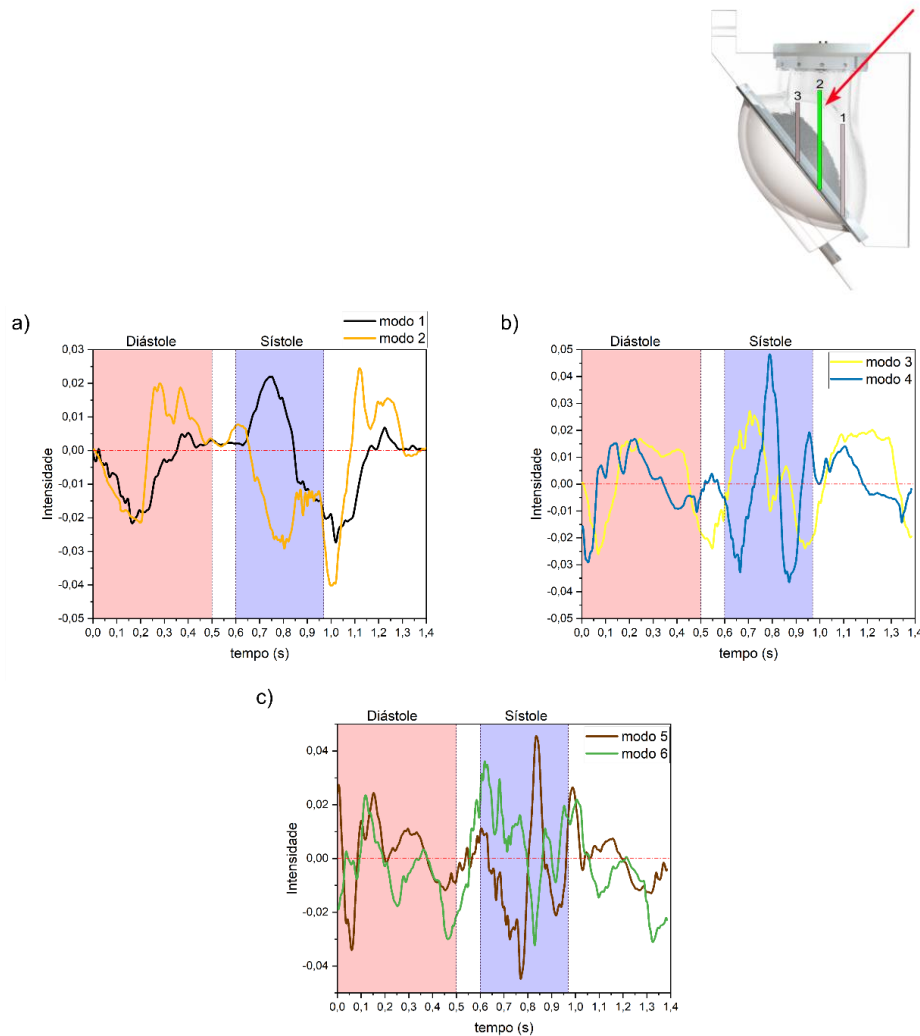 2
3
1
a)
modo 1
modo 2
Diástole
Sístole
0,03
0,02
0,01
0,00
-0,01
-0,02
-0,03
-0,04
-0,05
Intensidade
0,0 0,1 0,2 0,3 0,4 0,5 0,6 0,7 0,8 0,9 1,0 1,1 1,2 1,3 1,4
tempo (s)
b)
Diástole
Sístole
modo 3
modo 4
0,05
0,04
0,03
0,02
0,01
0,00
-0,01
-0,02
-0,03
-0,04
-0,05
Intensidade
0,0 0,1 0,2 0,3 0,4 0,5 0,6 0,7 0,8 0,9 1,0 1,1 1,2 1,3 1,4
tempo (s)
c)
Diástole
Sístole
modo 5
modo 6
0,04
0,02
0,00
-0,02
-0,04
Intensidade
0,0 0,1 0,2 0,3 0,4 0,5 0,6 0,7 0,8 0,9 1,0 1,1 1,2 1,3 1,4
tempo (s)